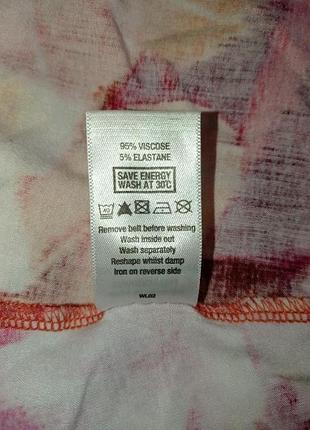 95% VISCOSE
5% ELASTANE
SAVE ENERGY
WASH AT 30°C
40
Remove belt before washing
Wash inside out
Wash separately
Reshape whilst damp
Iron on reverse side
WL02